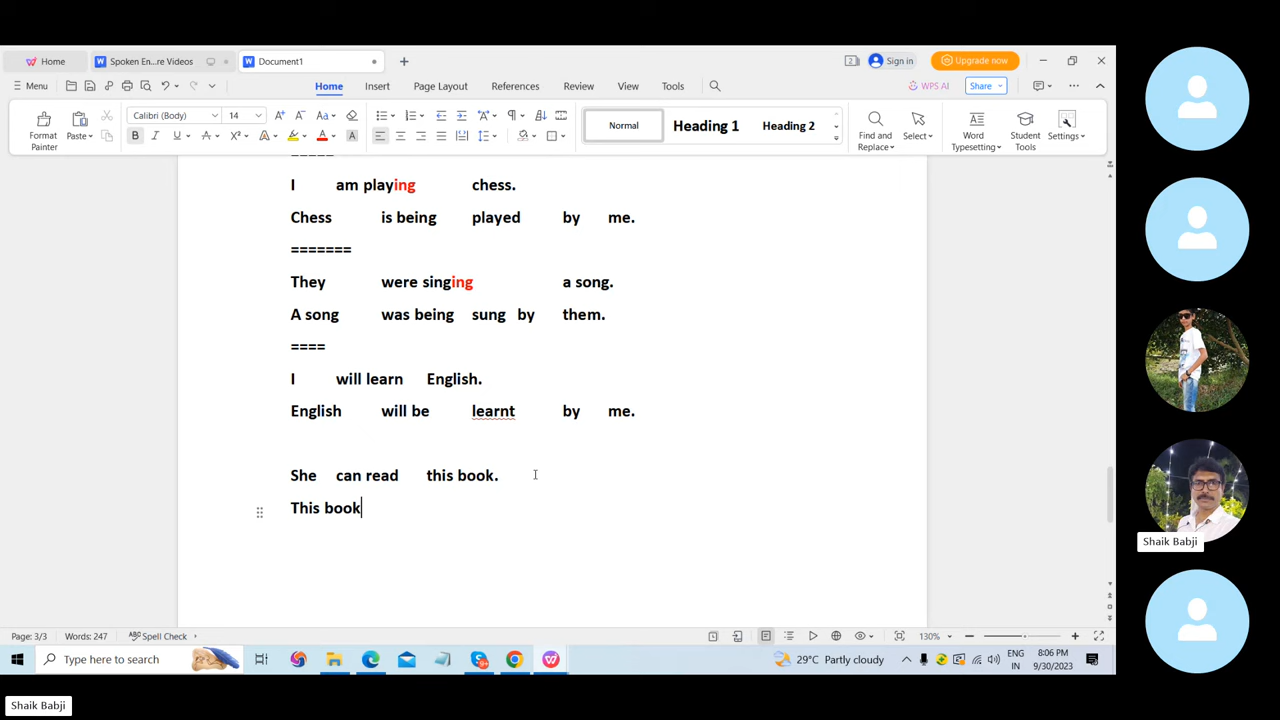 Home Spoken En...re Videos Document1 + Sign in Upgrade now
Menu Home Insert Page Layout References Review View Tools WPS AI Share
Format Painter Paste Calibri (Body) 14 Normal Heading 1 Heading 2 Find and Replace Select Word Typesetting Student Tools Settings
=====
I am playing chess.
Chess is being played by me.
=======
They were singing a song.
A song was being sung by them.
====
I will learn English.
English will be learnt by me.
She can read this book.
This book
Shaik Babji
Page: 3/3 Words: 247 Spell Check 130%
Type here to search 29°C Partly cloudy ENG IN 8:06 PM 9/30/2023
Shaik Babji